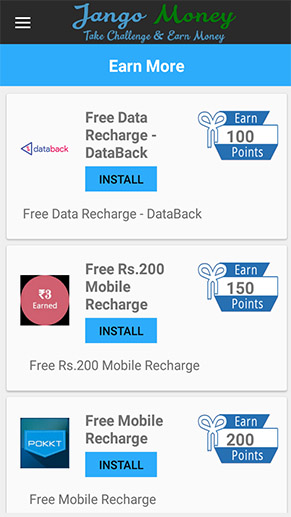 Jango Money
Take Challenge & Earn Money
Earn More
databack
Free Data
Recharge -
DataBack
INSTALL
Earn
100
Points
Free Data Recharge - DataBack
₹3
Earned
Free Rs.200
Mobile
Recharge
INSTALL
Earn
150
Points
Free Rs.200 Mobile Recharge
POKKT
Free Mobile
Recharge
INSTALL
Earn
200
Points
Free Mobile Recharge